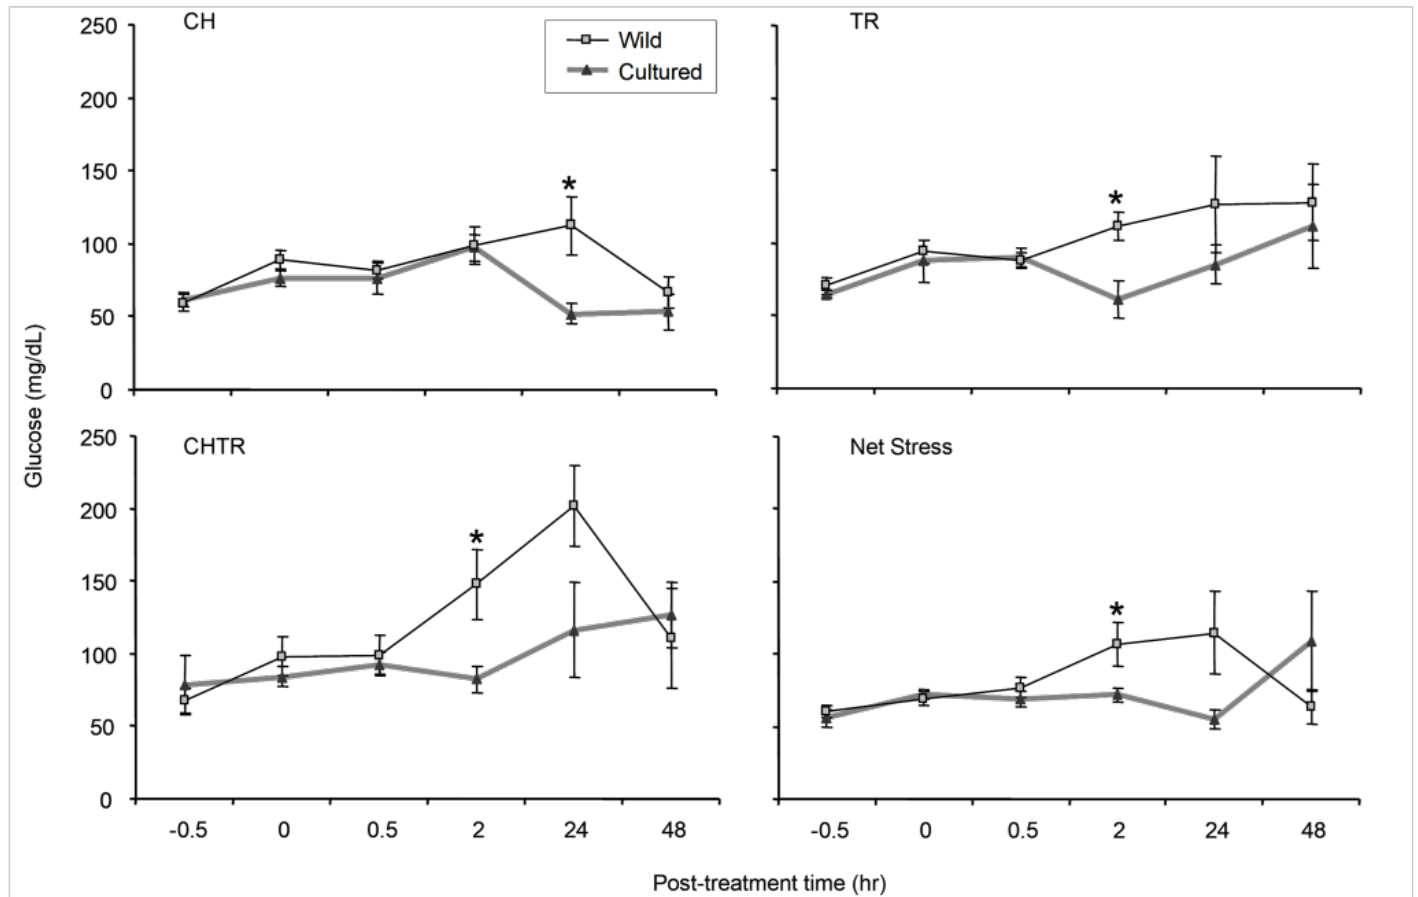 CH
TR
Wild
Cultured
250
200
150
100
50
0
*
*
Glucose (mg/dL)
CHTR
Net Stress
250
200
150
100
50
0
*
*
-0.5 0 0.5 2 24 48
-0.5 0 0.5 2 24 48
Post-treatment time (hr)